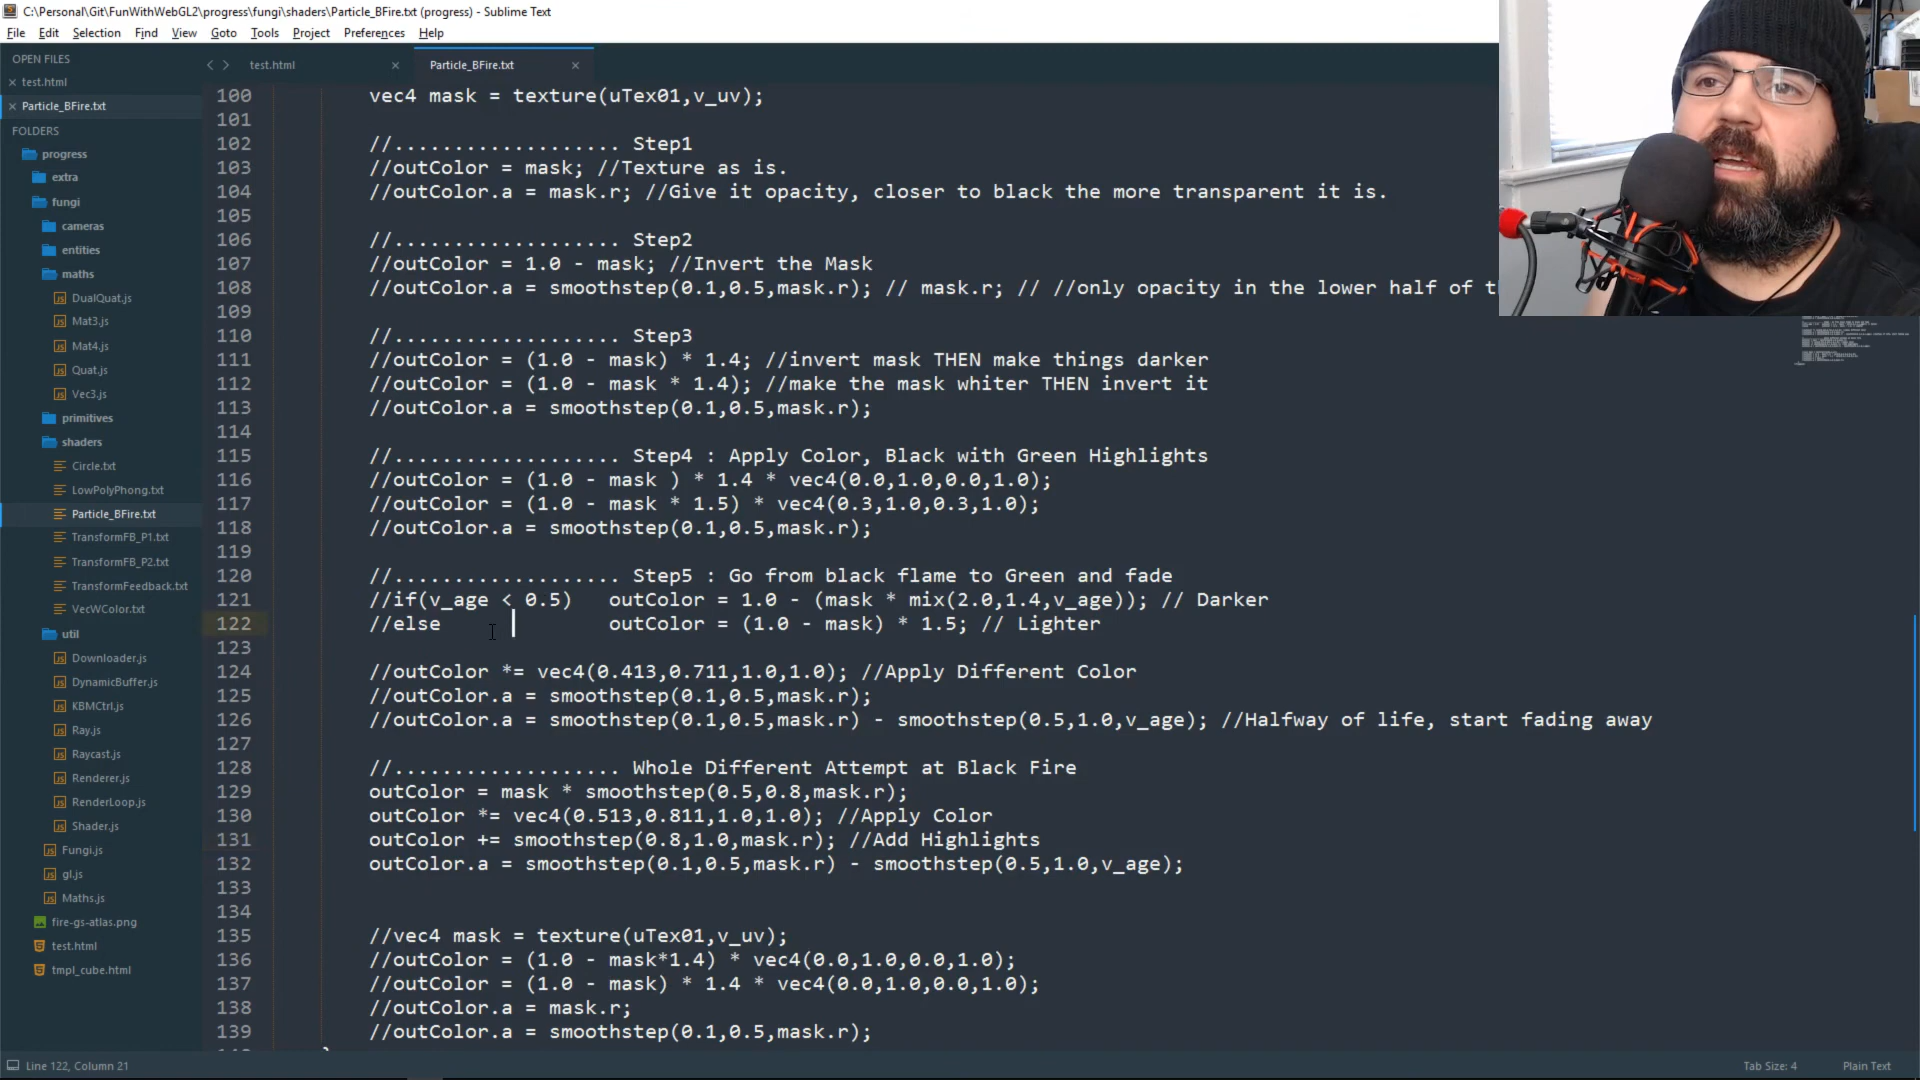 C:\Personal\Git\FunWithWebGL2\progress\fungi\shaders\Particle_BFire.txt (progress) - Sublime Text
File Edit Selection Find View Goto Tools Project Preferences Help
OPEN FILES
test.html
Particle_BFire.txt
FOLDERS
progress
extra
fungi
cameras
entities
maths
DualQuat.js
Mat3.js
Mat4.js
Quat.js
Vec3.js
primitives
shaders
Circle.txt
LowPolyPhong.txt
Particle_BFire.txt
TransformFB_P1.txt
TransformFB_P2.txt
TransformFeedback.txt
VecWColor.txt
util
Downloader.js
DynamicBuffer.js
KBMCtrl.js
Ray.js
Raycast.js
Renderer.js
RenderLoop.js
Shader.js
Fungi.js
gl.js
Maths.js
fire-gs-atlas.png
test.html
tmpl_cube.html
test.html
Particle_BFire.txt
100 vec4 mask = texture(uTex01,v_uv);
101
102 //................... Step1
103 //outColor = mask; //Texture as is.
104 //outColor.a = mask.r; //Give it opacity, closer to black the more transparent it is.
105
106 //................... Step2
107 //outColor = 1.0 - mask; //Invert the Mask
108 //outColor.a = smoothstep(0.1,0.5,mask.r); // mask.r; // //only opacity in the lower half of
109
110 //................... Step3
111 //outColor = (1.0 - mask) * 1.4; //invert mask THEN make things darker
112 //outColor = (1.0 - mask * 1.4); //make the mask whiter THEN invert it
113 //outColor.a = smoothstep(0.1,0.5,mask.r);
114
115 //................... Step4 : Apply Color, Black with Green Highlights
116 //outColor = (1.0 - mask ) * 1.4 * vec4(0.0,1.0,0.0,1.0);
117 //outColor = (1.0 - mask * 1.5) * vec4(0.3,1.0,0.3,1.0);
118 //outColor.a = smoothstep(0.1,0.5,mask.r);
119
120 //................... Step5 : Go from black flame to Green and fade
121 //if(v_age < 0.5) outColor = 1.0 - (mask * mix(2.0,1.4,v_age)); // Darker
122 //else outColor = (1.0 - mask) * 1.5; // Lighter
123
124 //outColor *= vec4(0.413,0.711,1.0,1.0); //Apply Different Color
125 //outColor.a = smoothstep(0.1,0.5,mask.r);
126 //outColor.a = smoothstep(0.1,0.5,mask.r) - smoothstep(0.5,1.0,v_age); //Halfway of life, start fading away
127
128 //................... Whole Different Attempt at Black Fire
129 outColor = mask * smoothstep(0.5,0.8,mask.r);
130 outColor *= vec4(0.513,0.811,1.0,1.0); //Apply Color
131 outColor += smoothstep(0.8,1.0,mask.r); //Add Highlights
132 outColor.a = smoothstep(0.1,0.5,mask.r) - smoothstep(0.5,1.0,v_age);
133
134
135 //vec4 mask = texture(uTex01,v_uv);
136 //outColor = (1.0 - mask*1.4) * vec4(0.0,1.0,0.0,1.0);
137 //outColor = (1.0 - mask) * 1.4 * vec4(0.0,1.0,0.0,1.0);
138 //outColor.a = mask.r;
139 //outColor.a = smoothstep(0.1,0.5,mask.r);
Line 122, Column 21
Tab Size: 4
Plain Text